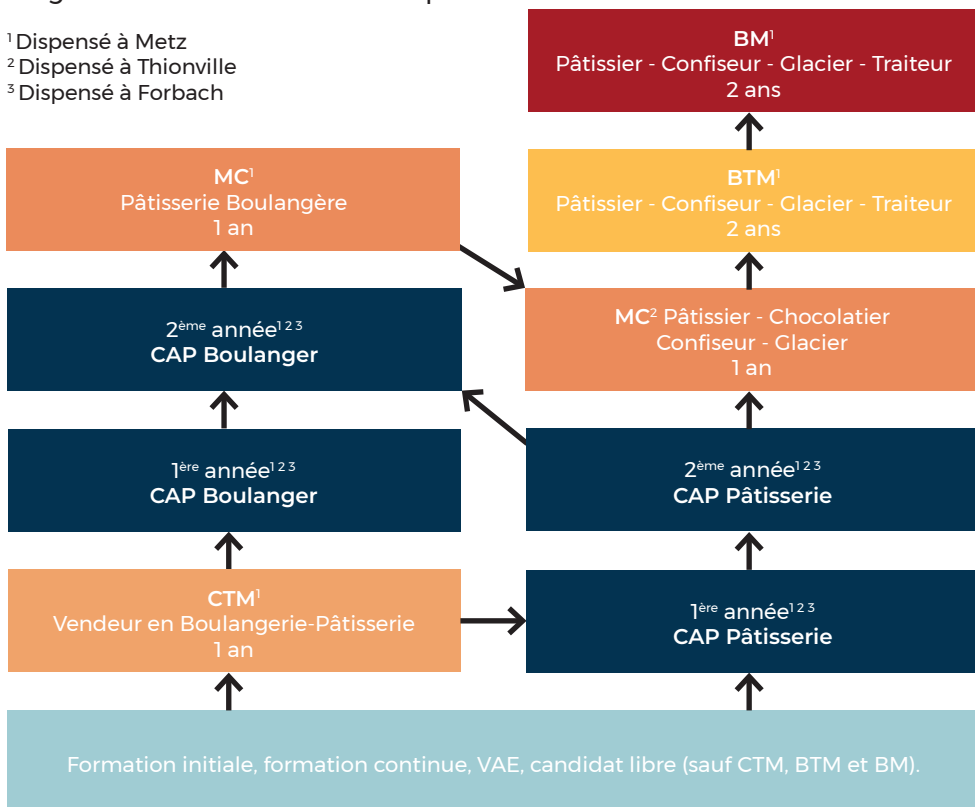 ¹ Dispensé à Metz
² Dispensé à Thionville
³ Dispensé à Forbach
BM¹
Pâtissier - Confiseur - Glacier - Traiteur
2 ans
MC¹
Pâtisserie Boulangère
1 an
BTM¹
Pâtissier - Confiseur - Glacier - Traiteur
2 ans
2ème année¹ ² ³
CAP Boulanger
MC² Pâtissier - Chocolatier
Confiseur - Glacier
1 an
1ère année¹ ² ³
CAP Boulanger
2ème année¹ ² ³
CAP Pâtisserie
CTM¹
Vendeur en Boulangerie-Pâtisserie
1 an
1ère année¹ ² ³
CAP Pâtisserie
Formation initiale, formation continue, VAE, candidat libre (sauf CTM, BTM et BM).